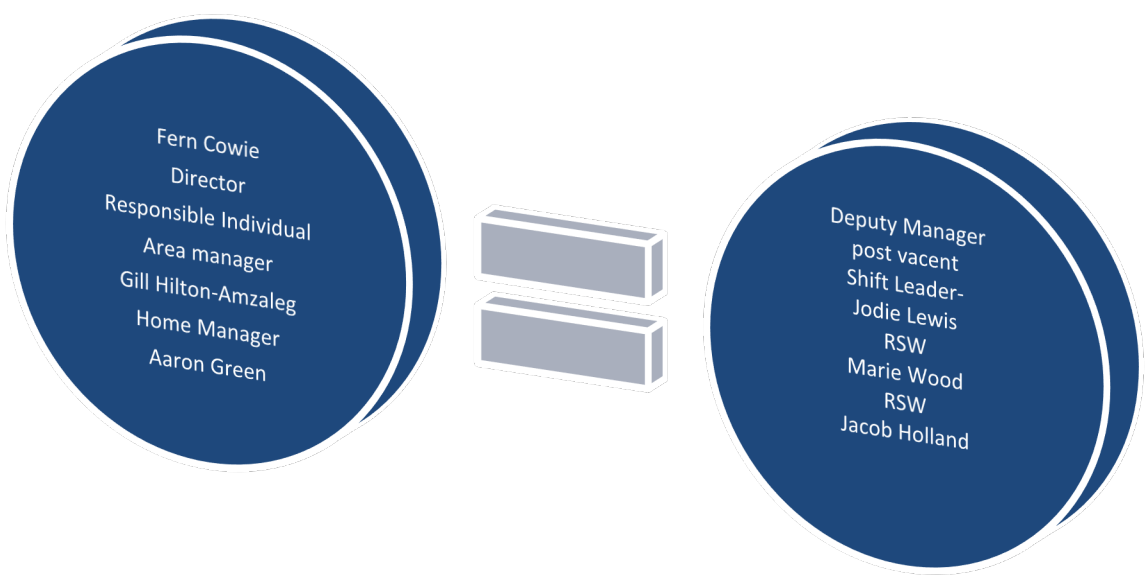 Fern Cowie
Director
Responsible Individual
Area manager
Gill Hilton-Amzaleg
Home Manager
Aaron Green
Deputy Manager
post vacent
Shift Leader-
Jodie Lewis
RSW
Marie Wood
RSW
Jacob Holland